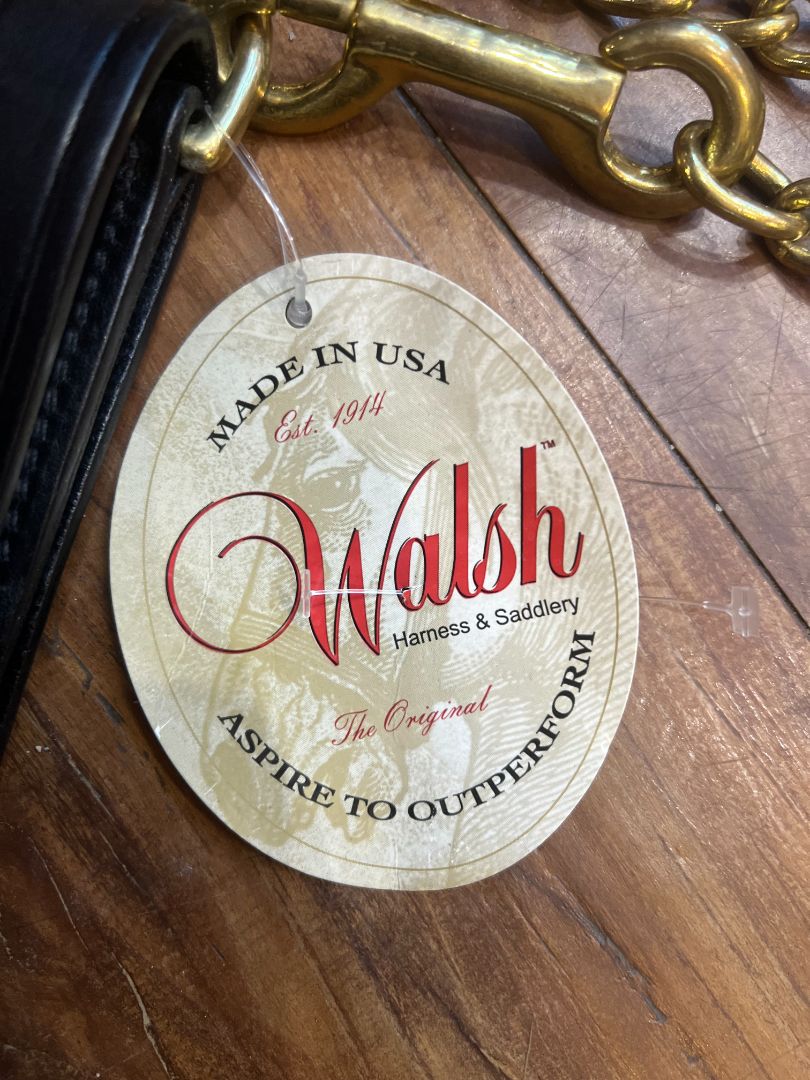 MADE IN USA
Est. 1914
Walsh™
Harness & Saddlery
The Original
ASPIRE TO OUTPERFORM